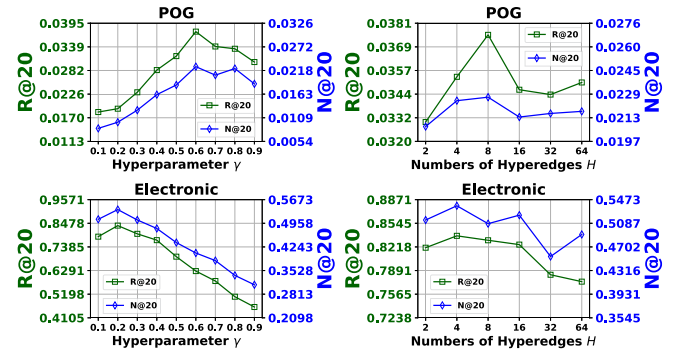 POG
0.0395
0.0339
0.0282
0.0226
0.0170
0.0113
R@20
0.0326
0.0272
0.0218
0.0163
0.0109
0.0054
N@20
R@20
N@20
0.1 0.2 0.3 0.4 0.5 0.6 0.7 0.8 0.9
Hyperparameter γ
POG
0.0381
0.0369
0.0357
0.0344
0.0332
0.0320
R@20
0.0276
0.0260
0.0245
0.0229
0.0213
0.0197
N@20
R@20
N@20
2 4 8 16 32 64
Numbers of Hyperedges H
Electronic
0.9571
0.8478
0.7385
0.6291
0.5198
0.4105
R@20
0.5673
0.4958
0.4243
0.3528
0.2813
0.2098
N@20
R@20
N@20
0.1 0.2 0.3 0.4 0.5 0.6 0.7 0.8 0.9
Hyperparameter γ
Electronic
0.8871
0.8545
0.8218
0.7891
0.7565
0.7238
R@20
0.5473
0.5087
0.4702
0.4316
0.3931
0.3545
N@20
R@20
N@20
2 4 8 16 32 64
Numbers of Hyperedges H